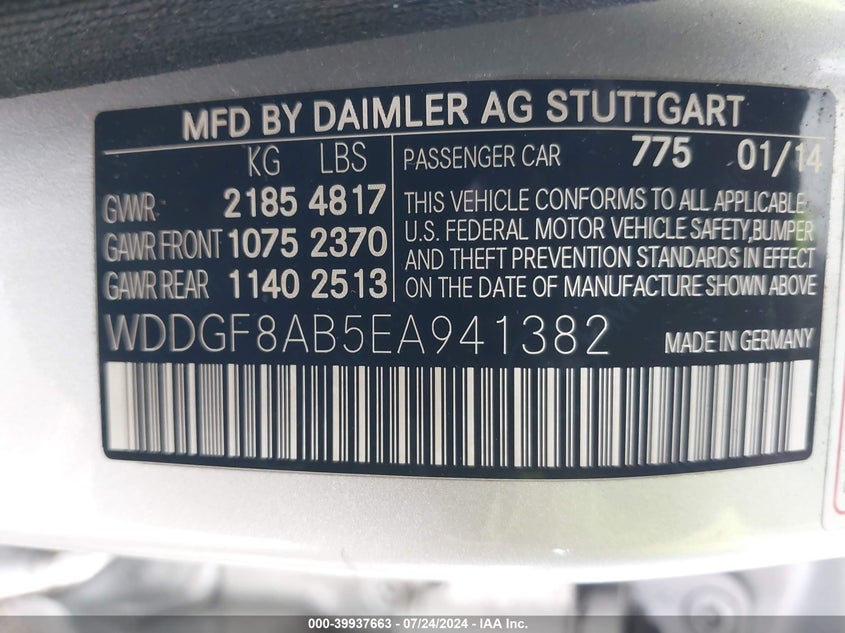 MFD BY DAIMLER AG STUTTGART
KG LBS
GVWR 2185 4817
GAWR FRONT 1075 2370
GAWR REAR 1140 2513
PASSENGER CAR 775 01/14
THIS VEHICLE CONFORMS TO ALL APPLICABLE
U.S. FEDERAL MOTOR VEHICLE SAFETY,BUMPER
AND THEFT PREVENTION STANDARDS IN EFFECT
ON THE DATE OF MANUFACTURE SHOWN ABOVE
WDDGF8AB5EA941382 MADE IN GERMANY
000-39937663 - 07/24/2024 - IAA Inc.